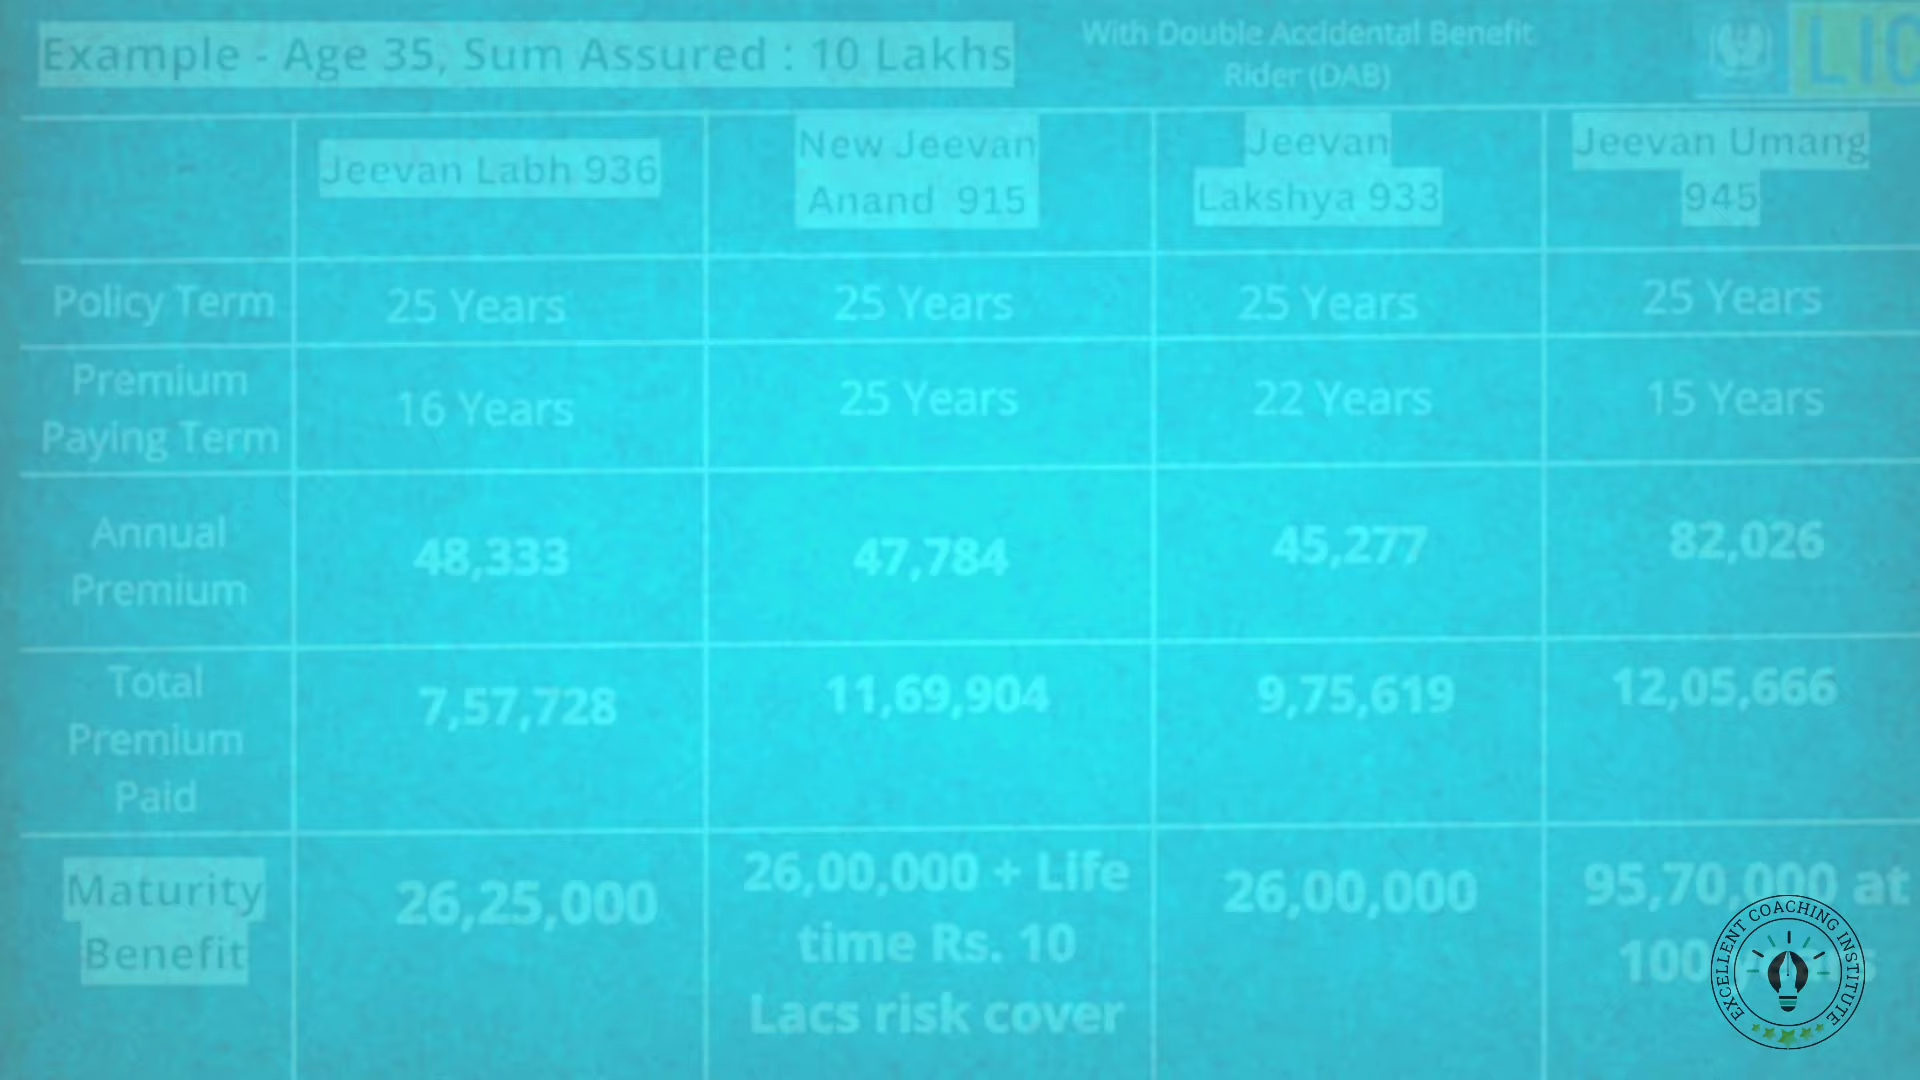 Example - Age 35, Sum Assured : 10 Lakhs
With Double Accidental Benefit
Rider (DAB)
LIC
-
Jeevan Labh 936
New Jeevan
Anand 915
Jeevan
Lakshya 933
Jeevan Umang
945
Policy Term
25 Years
25 Years
25 Years
25 Years
Premium
Paying Term
16 Years
25 Years
22 Years
15 Years
Annual
Premium
48,333
47,784
45,277
82,026
Total
Premium
Paid
7,57,728
11,69,904
9,75,619
12,05,666
Maturity
Benefit
26,25,000
26,00,000 + Life
time Rs. 10
Lacs risk cover
26,00,000
95,70,000 at
100
EXCELLENT COACHING INSTITUTE